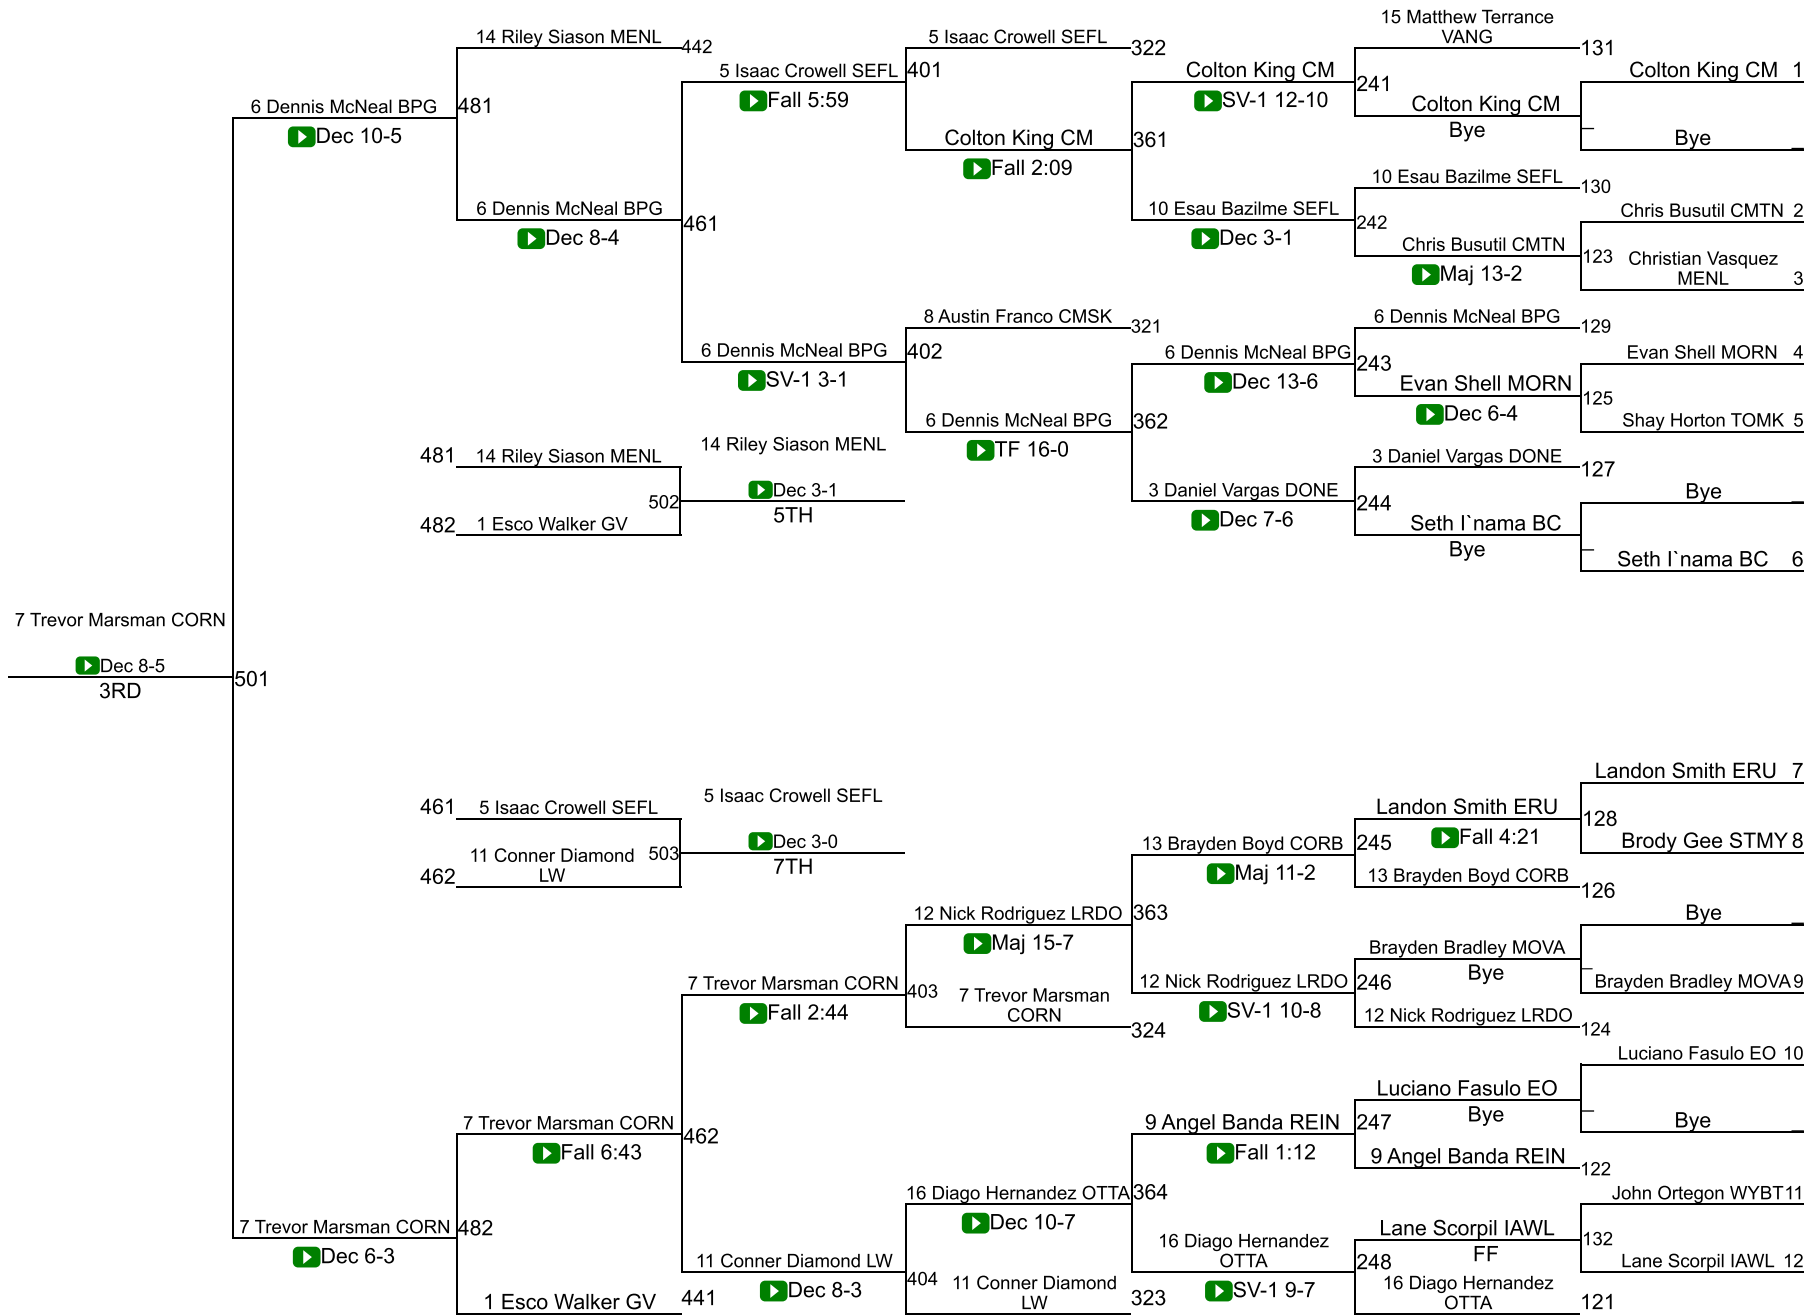 15 Matthew Terrance
VANG
14 Riley Siason MENL
442
5 Isaac Crowell SEFL
322
131
5 Isaac Crowell SEFL
401
Colton King CM
Colton King CM 1
241
6 Dennis McNeal BPG
481
Fall 5:59
SV-1 12-10
Colton King CM
Bye
Dec 10-5
Colton King CM
361
Bye
Fall 2:09
10 Esau Bazilme SEFL
130
6 Dennis McNeal BPG
461
10 Esau Bazilme SEFL
242
Chris Busutil CMTN 2
Dec 8-4
Dec 3-1
Chris Busutil CMTN
123
Christian Vasquez
MENL 3
Maj 13-2
8 Austin Franco CMSK
321
6 Dennis McNeal BPG
129
6 Dennis McNeal BPG
402
6 Dennis McNeal BPG
243
Evan Shell MORN 4
SV-1 3-1
Dec 13-6
Evan Shell MORN
125
Dec 6-4
6 Dennis McNeal BPG
362
Shay Horton TOMK 5
14 Riley Siason MENL
TF 16-0
481
14 Riley Siason MENL
3 Daniel Vargas DONE
127
502
Dec 3-1
5TH
3 Daniel Vargas DONE
244
Bye
482
1 Esco Walker GV
Dec 7-6
Seth I`nama BC
Bye
Seth I`nama BC 6
7 Trevor Marsman CORN
Dec 8-5
3RD
501
Landon Smith ERU 7
461
5 Isaac Crowell SEFL
5 Isaac Crowell SEFL
Landon Smith ERU
128
503
Dec 3-0
7TH
13 Brayden Boyd CORB
245
Fall 4:21
Brody Gee STMY 8
11 Conner Diamond
LW
462
Maj 11-2
13 Brayden Boyd CORB
126
12 Nick Rodriguez LRDO
363
Bye
Maj 15-7
Brayden Bradley MOVA
Bye
7 Trevor Marsman CORN
403
7 Trevor Marsman
CORN
324
12 Nick Rodriguez LRDO
246
Brayden Bradley MOVA 9
Fall 2:44
SV-1 10-8
12 Nick Rodriguez LRDO
124
Luciano Fasulo EO 10
Luciano Fasulo EO
Bye
7 Trevor Marsman CORN
462
9 Angel Banda REIN
247
Bye
Fall 6:43
Fall 1:12
9 Angel Banda REIN
122
16 Diago Hernandez OTTA
364
John Ortegon WYBT 11
7 Trevor Marsman CORN
482
Dec 10-7
Lane Scorpil IAWL
FF
132
Dec 6-3
11 Conner Diamond LW
404
16 Diago Hernandez
OTTA
248
Lane Scorpil IAWL 12
Dec 8-3
11 Conner Diamond
LW
323
SV-1 9-7
16 Diago Hernandez
OTTA
121
1 Esco Walker GV
441